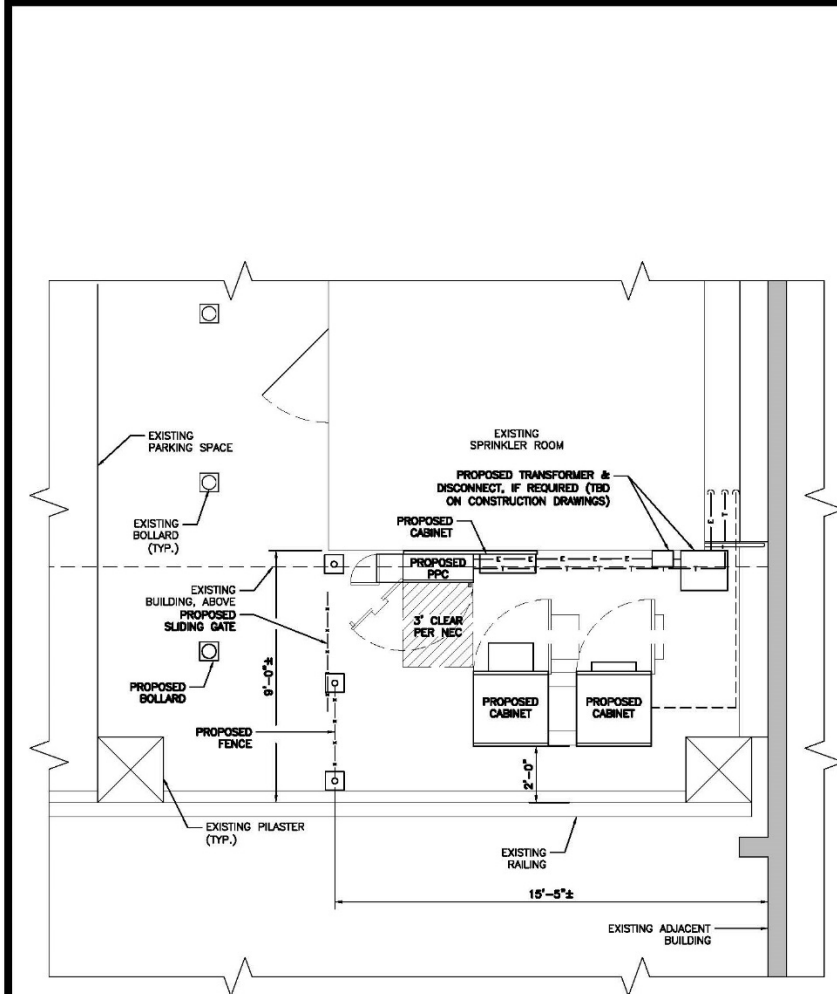 EXISTING
PARKING SPACE
EXISTING
SPRINKLER ROOM
PROPOSED TRANSFORMER &
DISCONNECT, IF REQUIRED (TBD
ON CONSTRUCTION DRAWINGS)
EXISTING
BOLLARD
(TYP.)
PROPOSED
CABINET
E
T
E E E E
T T T T T
PROPOSED
PPC
EXISTING
BUILDING, ABOVE
PROPOSED
SLIDING GATE
3' CLEAR
PER NEC
9'-0"±
PROPOSED
BOLLARD
PROPOSED
CABINET
PROPOSED
CABINET
PROPOSED
FENCE
2'-0"
EXISTING PILASTER
(TYP.)
EXISTING
RAILING
15'-5"±
EXISTING ADJACENT
BUILDING